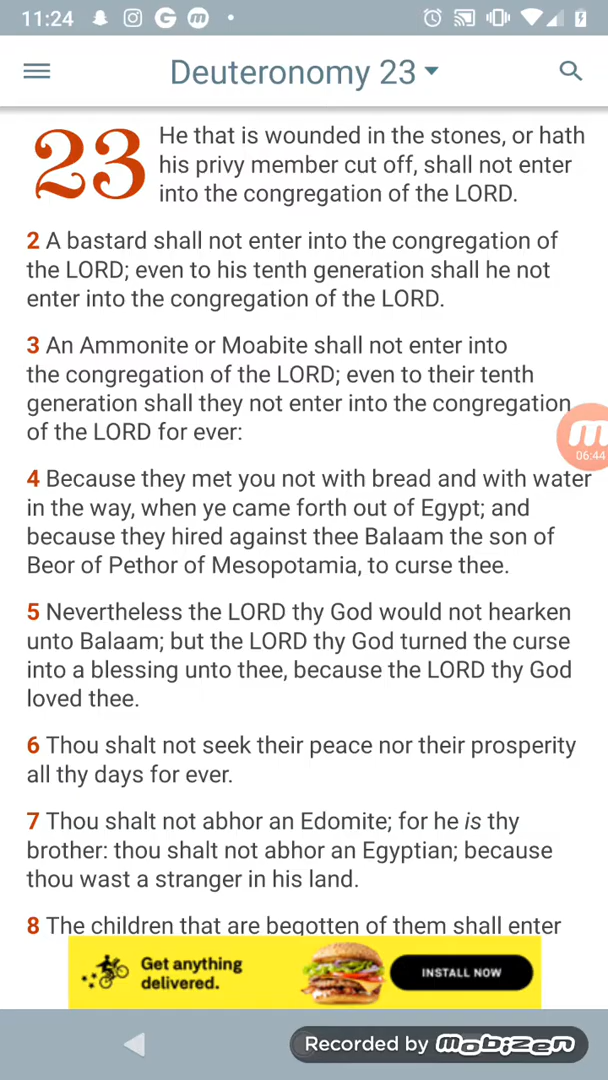 11:24
Deuteronomy 23
23 He that is wounded in the stones, or hath
his privy member cut off, shall not enter
into the congregation of the LORD.
2 A bastard shall not enter into the congregation of
the LORD; even to his tenth generation shall he not
enter into the congregation of the LORD.
3 An Ammonite or Moabite shall not enter into
the congregation of the LORD; even to their tenth
generation shall they not enter into the congregation
of the LORD for ever:
m
06:44
4 Because they met you not with bread and with water
in the way, when ye came forth out of Egypt; and
because they hired against thee Balaam the son of
Beor of Pethor of Mesopotamia, to curse thee.
5 Nevertheless the LORD thy God would not hearken
unto Balaam; but the LORD thy God turned the curse
into a blessing unto thee, because the LORD thy God
loved thee.
6 Thou shalt not seek their peace nor their prosperity
all thy days for ever.
7 Thou shalt not abhor an Edomite; for he is thy
brother: thou shalt not abhor an Egyptian; because
thou wast a stranger in his land.
8 The children that are begotten of them shall enter
Get anything
delivered.
INSTALL NOW
Recorded by mobizen